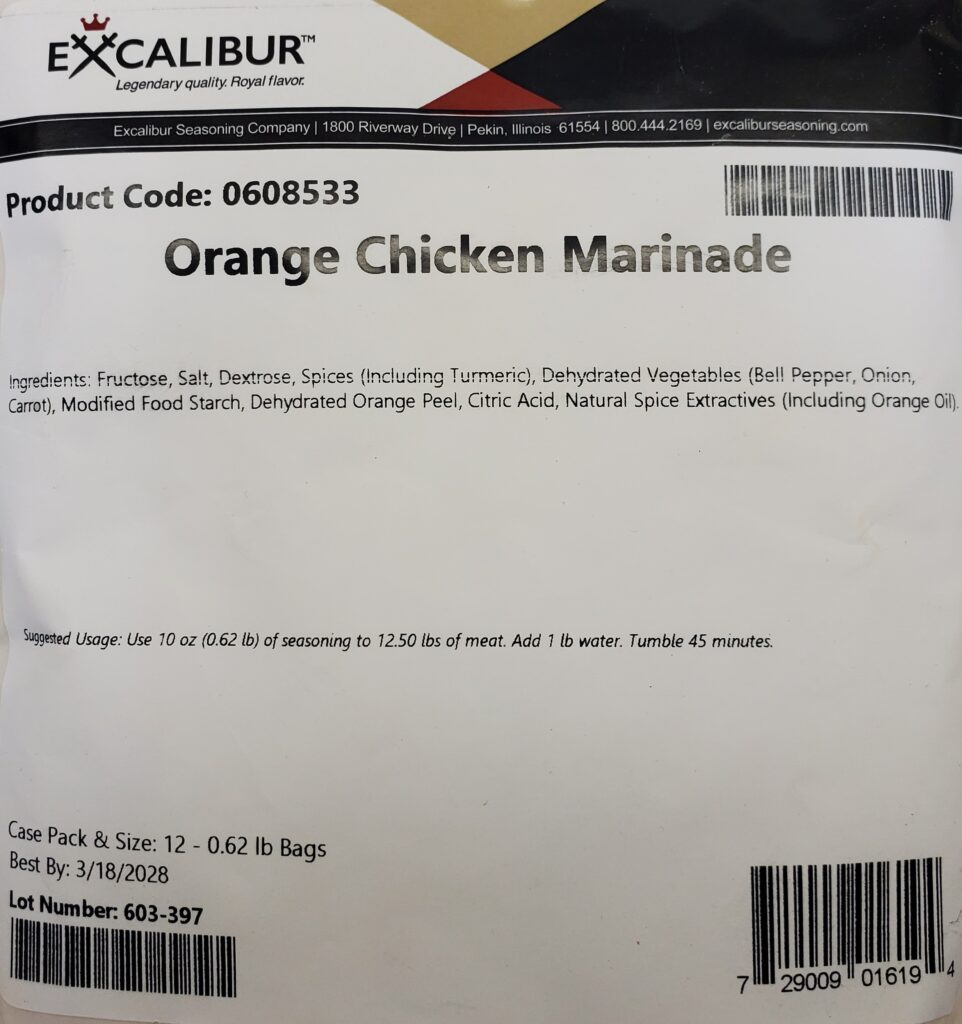 EXCALIBUR™
Legendary quality. Royal flavor.
Excalibur Seasoning Company | 1800 Riverway Drive | Pekin, Illinois 61554 | 800.444.2169 | excaliburseasoning.com
Product Code: 0608533
Orange Chicken Marinade
Ingredients: Fructose, Salt, Dextrose, Spices (Including Turmeric), Dehydrated Vegetables (Bell Pepper, Onion,
Carrot), Modified Food Starch, Dehydrated Orange Peel, Citric Acid, Natural Spice Extractives (Including Orange Oil).
Suggested Usage: Use 10 oz (0.62 lb) of seasoning to 12.50 lbs of meat. Add 1 lb water. Tumble 45 minutes.
Case Pack & Size: 12 - 0.62 lb Bags
Best By: 3/18/2028
Lot Number: 603-397
7 29009 01619 4